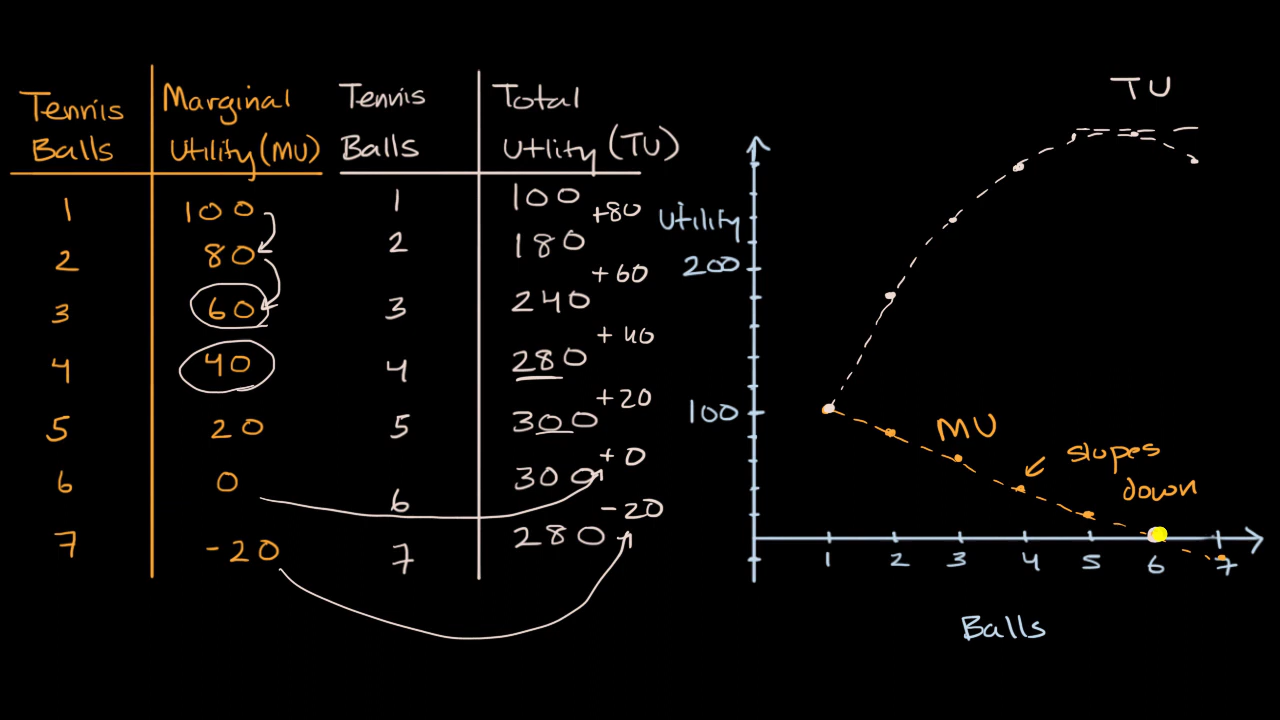 Tennis Balls
Marginal Utility (MU)
Tennis Balls
Total Utlity (TU)
1 100
2 80
3 60
4 40
5 20
6 0
7 -20
1 100
+80
2 180
+60
3 240
+40
4 280
+20
5 300
+0
6 300
-20
7 280
TU
Utility
200
100
MU
slopes
down
1 2 3 4 5 6 7
Balls